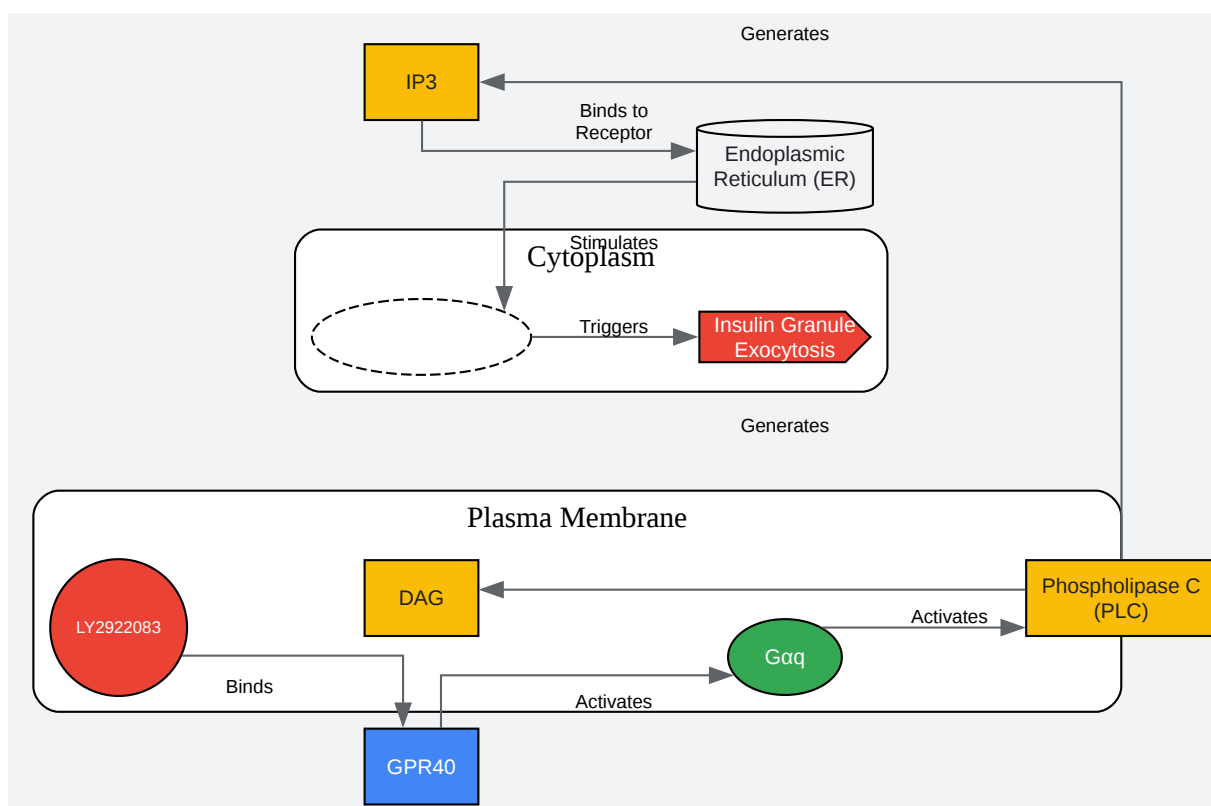 Generates
IP3
Binds to
Receptor
Endoplasmic
Reticulum (ER)
Stimulates
Cytoplasm
Triggers
Insulin Granule
Exocytosis
Generates
Plasma Membrane
LY2922083
DAG
Phospholipase C
(PLC)
Activates
Gαq
Binds
Activates
GPR40